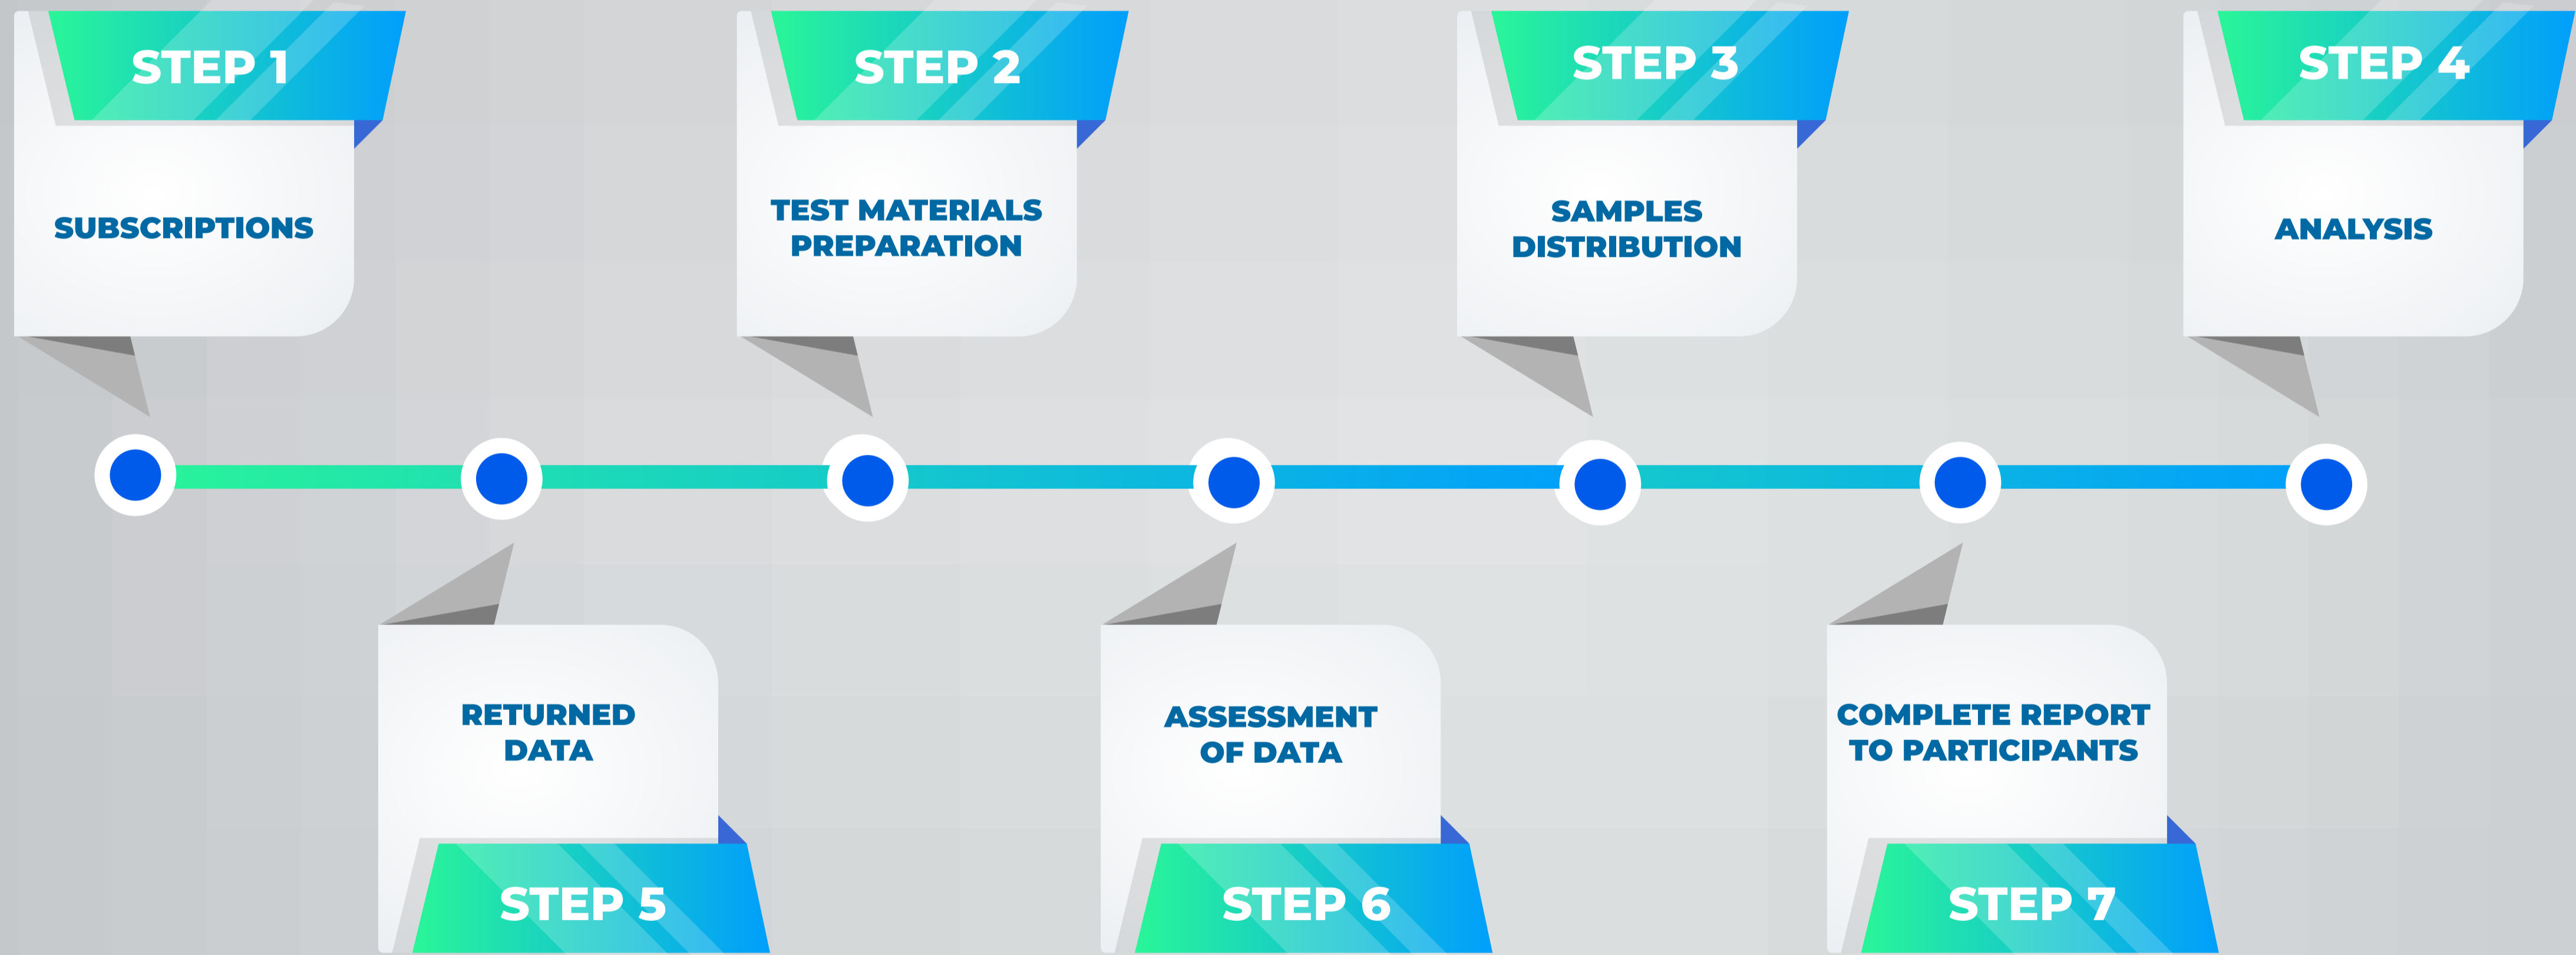 STEP 1
SUBSCRIPTIONS
STEP 2
TEST MATERIALS
PREPARATION
STEP 3
SAMPLES
DISTRIBUTION
STEP 4
ANALYSIS
RETURNED
DATA
STEP 5
ASSESSMENT
OF DATA
STEP 6
COMPLETE REPORT
TO PARTICIPANTS
STEP 7